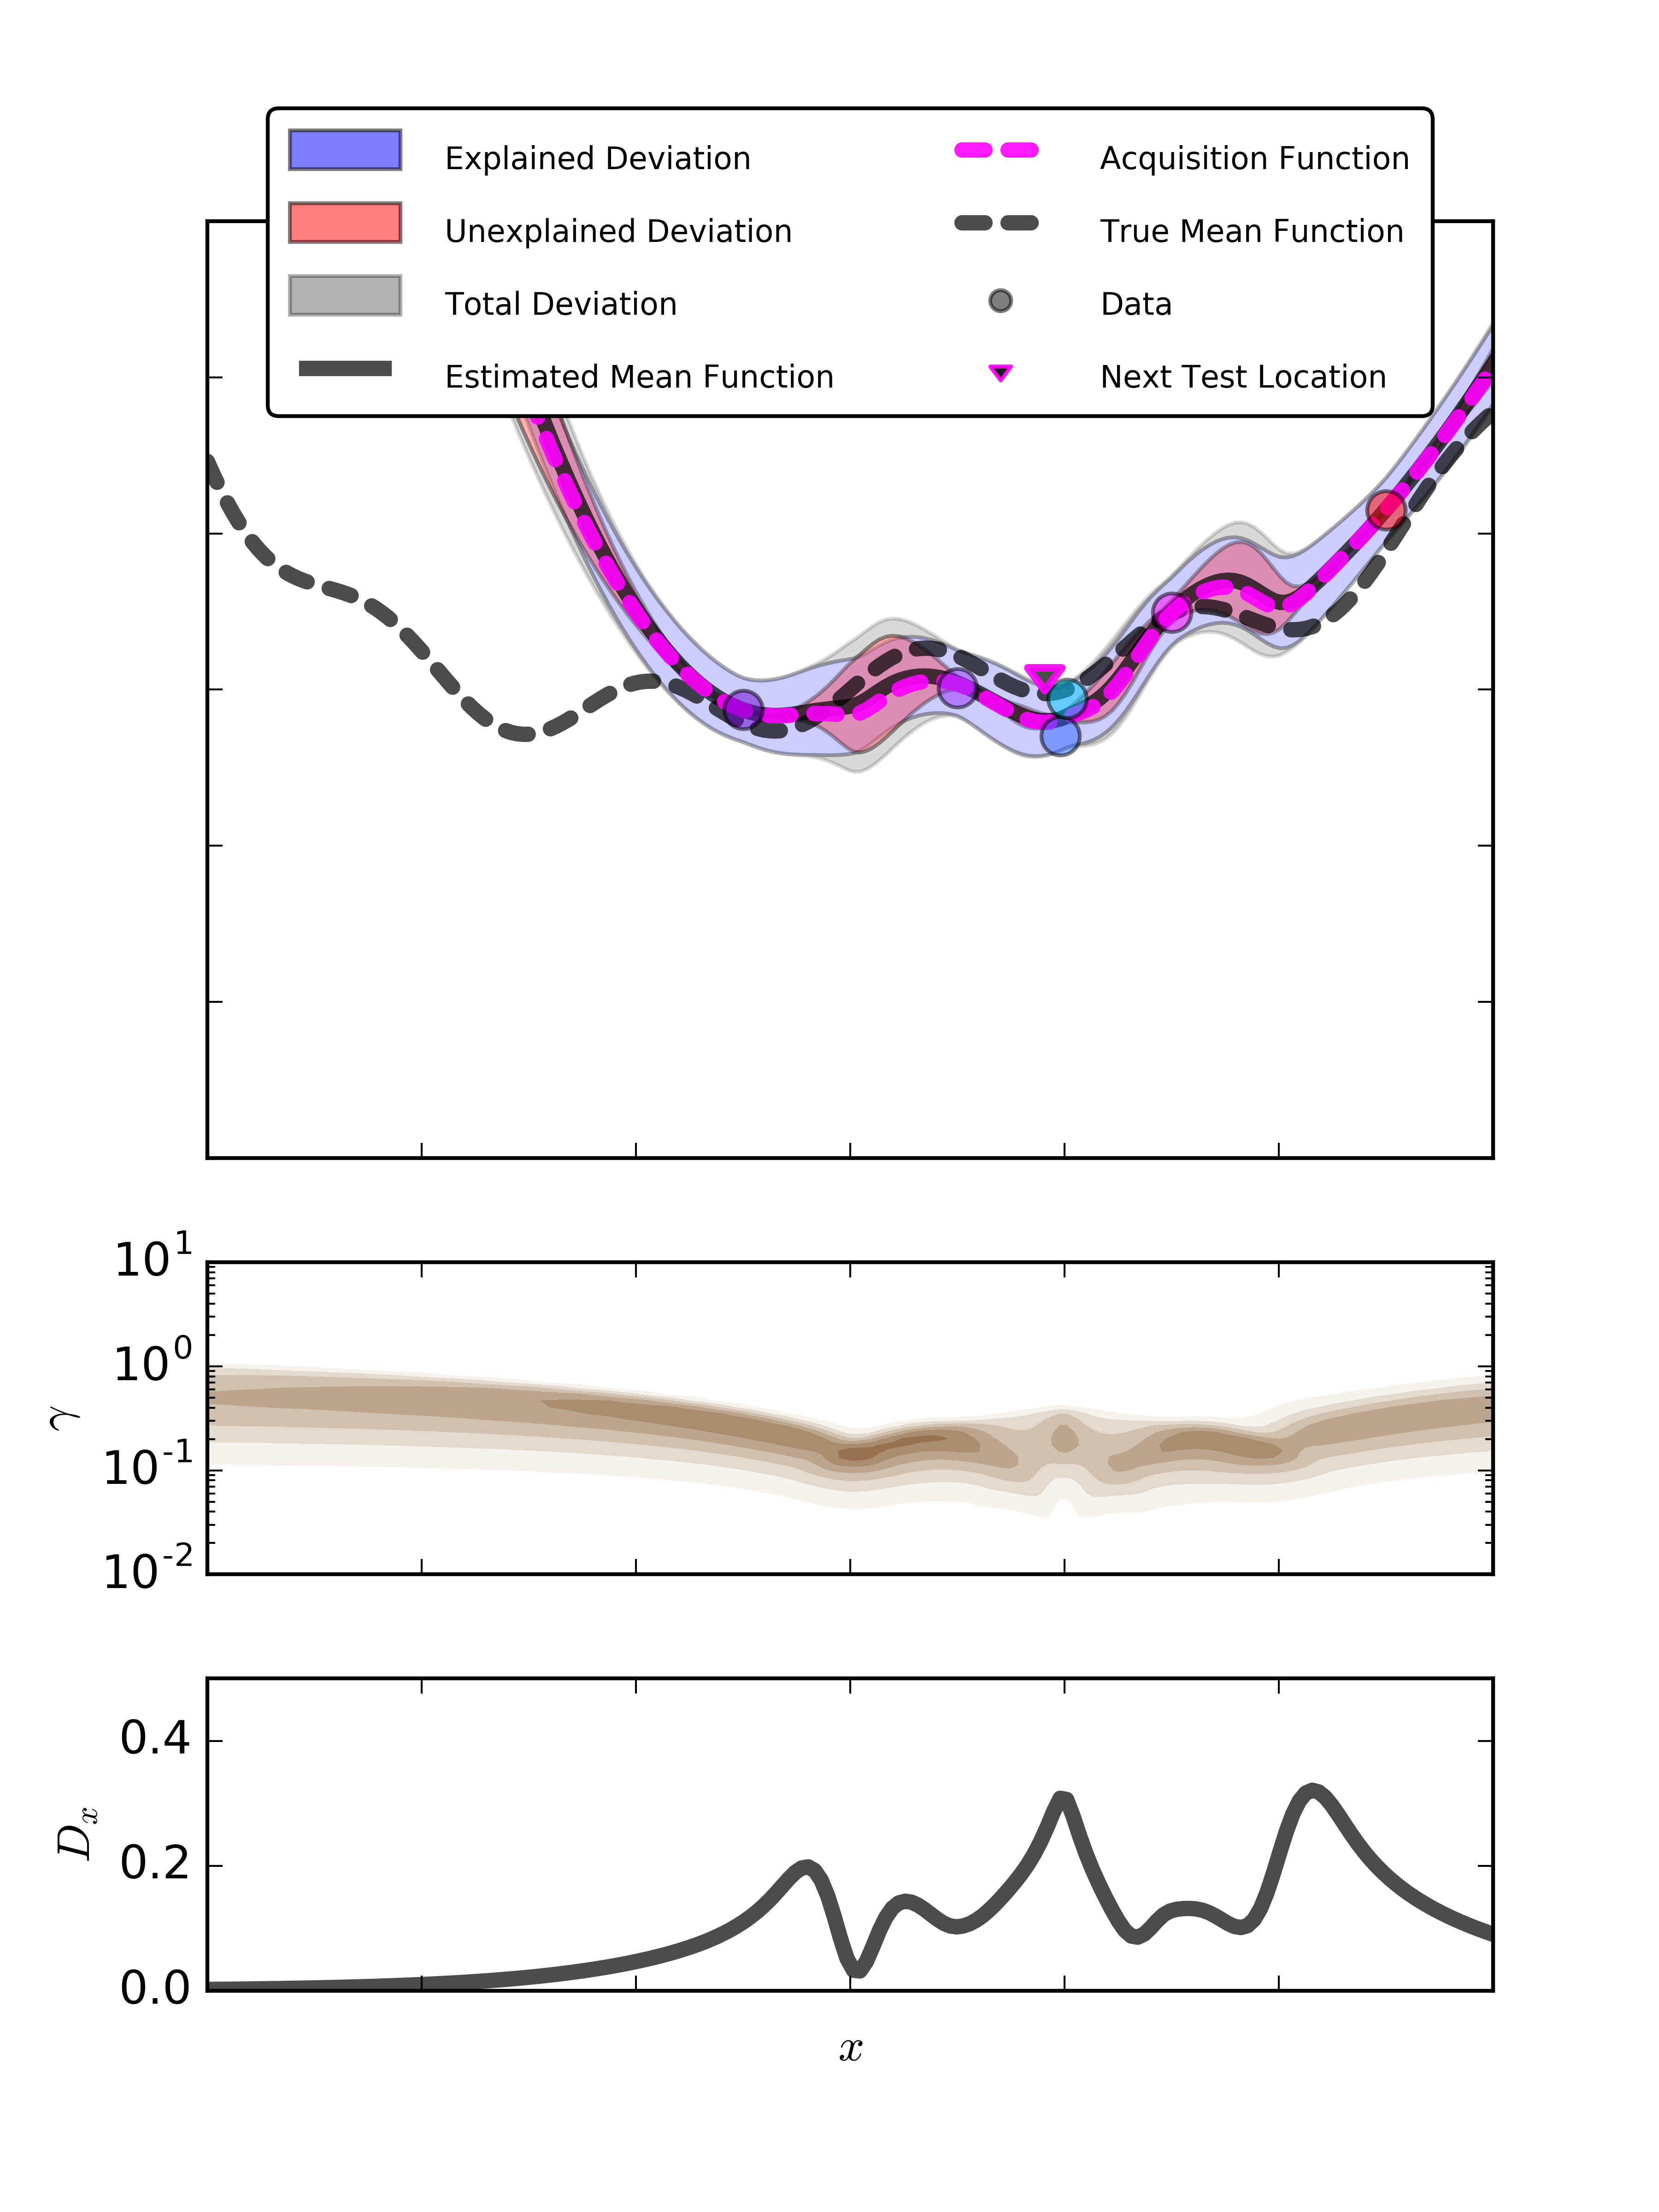 Explained Deviation
Unexplained Deviation
Total Deviation
Estimated Mean Function
Acquisition Function
True Mean Function
Data
Next Test Location
10^1
10^0
10^-1
10^-2
γ
0.4
0.2
0.0
D_x
x